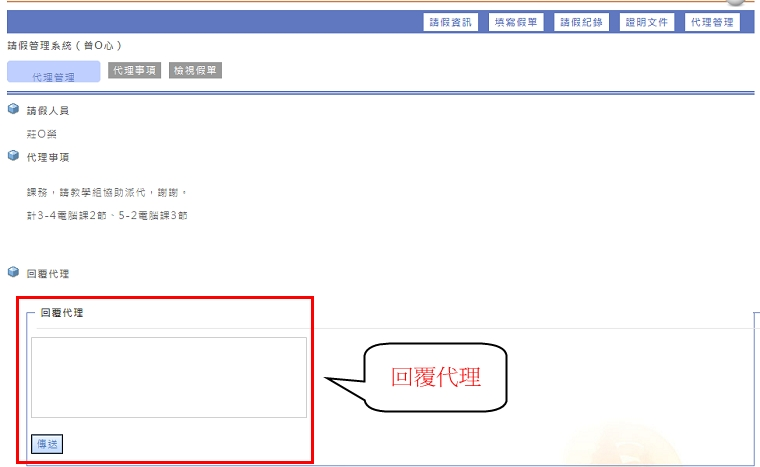 請假資訊 填寫假單 請假紀錄 證明文件 代理管理
請假管理系統（曾O心）
代理管理 代理事項 檢視假單
請假人員
莊O榮
代理事項
課務，請教學組協助派代，謝謝。
計3-4電腦課2節、5-2電腦課3節
回覆代理
回覆代理
回覆代理
傳送